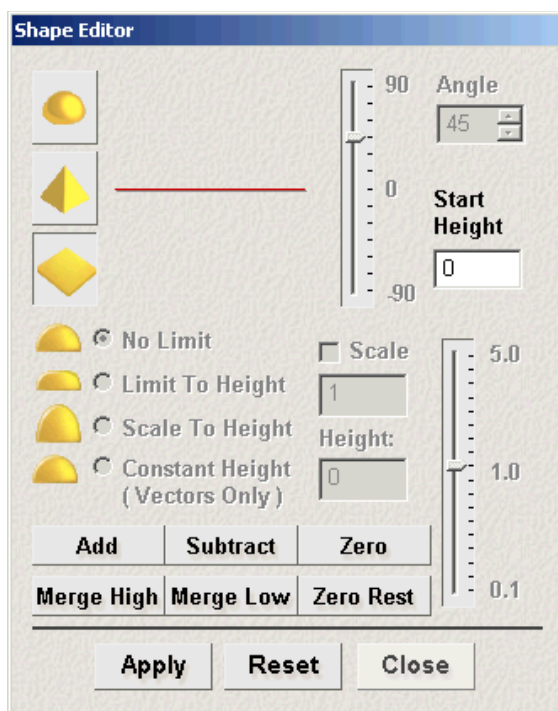 Shape Editor
90
Angle
45
0
Start
Height
0
-90
No Limit
Scale
5.0
Limit To Height
1
Scale To Height
Height:
Constant Height
( Vectors Only )
0
1.0
Add Subtract Zero
Merge High Merge Low Zero Rest
0.1
Apply Reset Close